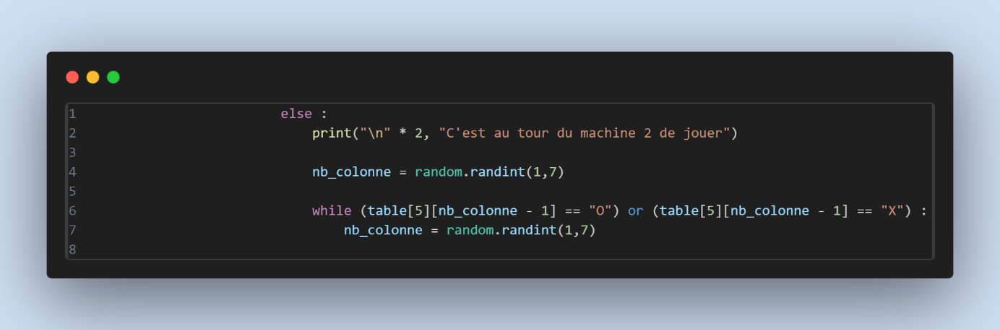 1 else :
2 print("\n" * 2, "C'est au tour du machine 2 de jouer")
3
4 nb_colonne = random.randint(1,7)
5
6 while (table[5][nb_colonne - 1] == "O") or (table[5][nb_colonne - 1] == "X") :
7 nb_colonne = random.randint(1,7)
8